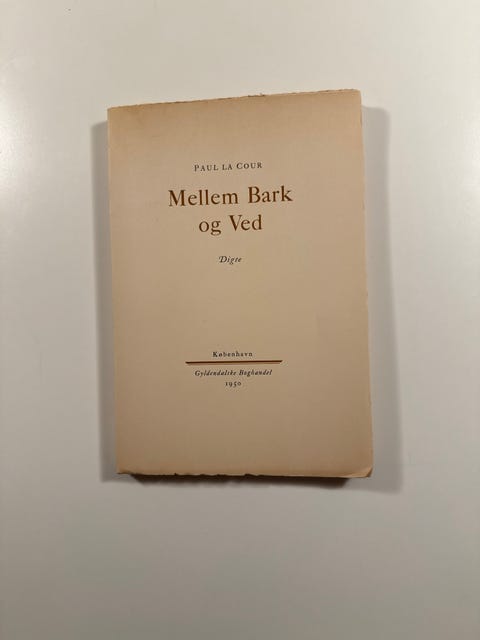 PAUL LA COUR
Mellem Bark
og Ved
Digte
København
Gyldendalske Boghandel
1950